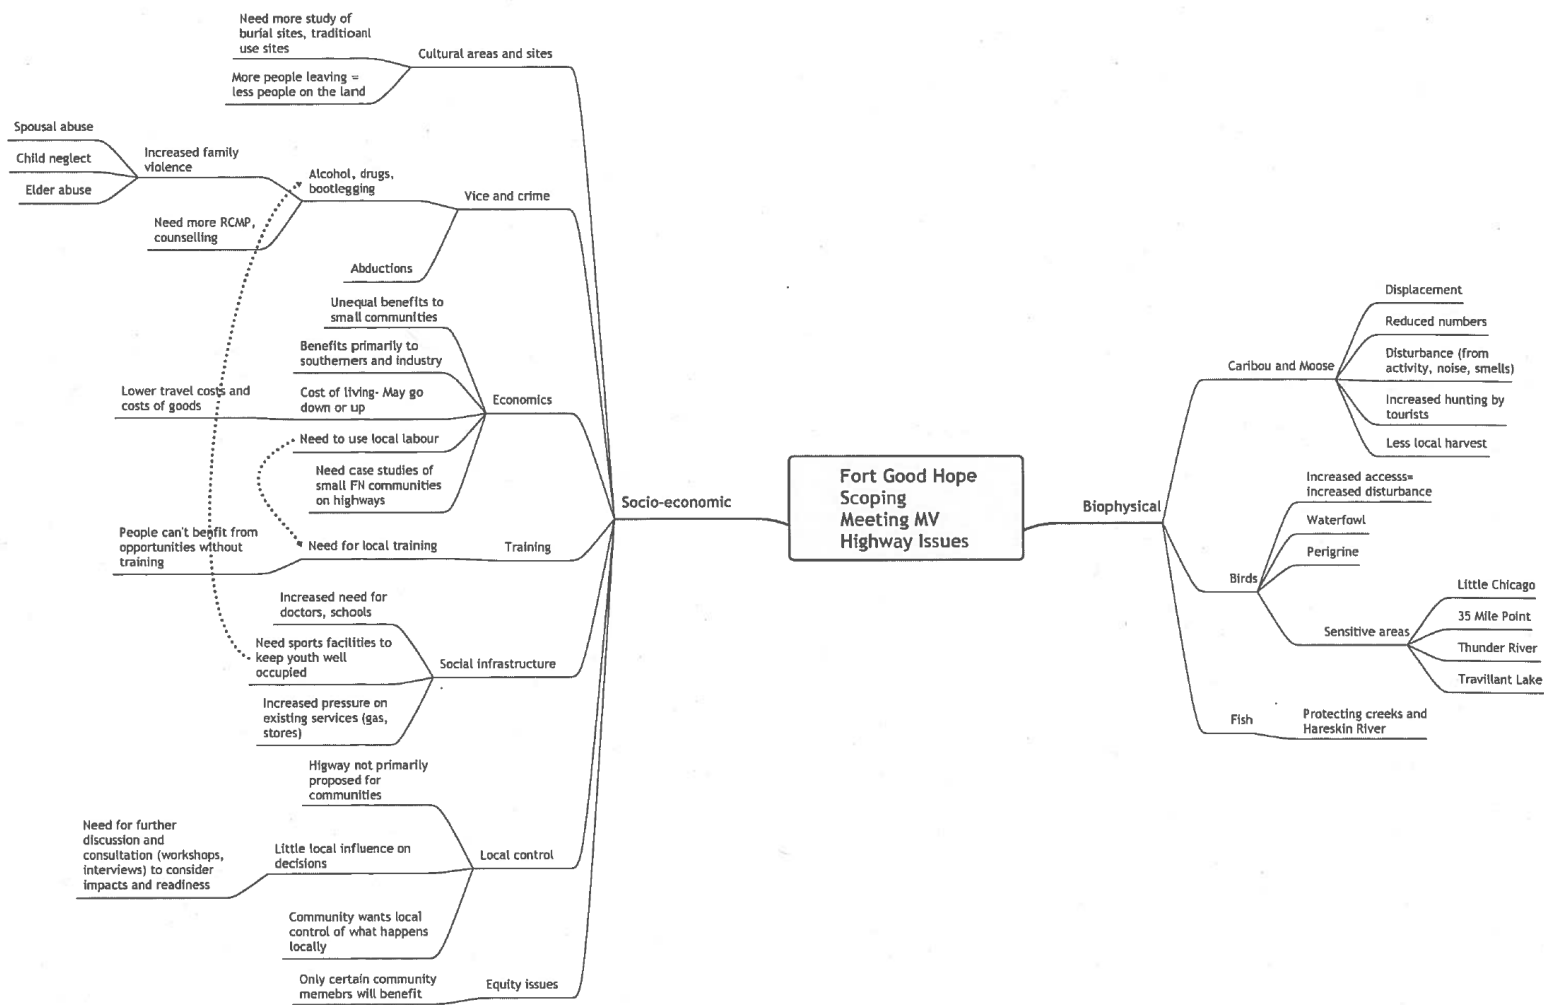 Need more study of
burial sites, traditioanl
use sites
Cultural areas and sites
More people leaving =
less people on the land
Spousal abuse
Child neglect
Elder abuse
Increased family
violence
Need more RCMP,
counselling
Alcohol, drugs,
bootlegging
Vice and crime
Abductions
Unequal benefits to
small communities
Benefits primarily to
southerners and industry
Lower travel costs and
costs of goods
Cost of living- May go
down or up
Economics
Need to use local labour
Need case studies of
small FN communities
on highways
People can't benfit from
opportunities without
training
Need for local training
Training
Increased need for
doctors, schools
Need sports facilities to
keep youth well
occupied
Social infrastructure
Increased pressure on
existing services (gas,
stores)
Higway not primarily
proposed for
communities
Need for further
discussion and
consultation (workshops,
interviews) to consider
impacts and readiness
Little local influence on
decisions
Local control
Community wants local
control of what happens
locally
Only certain community
memebrs will benefit
Equity issues
Socio-economic
Fort Good Hope
Scoping
Meeting MV
Highway Issues
Biophysical
Caribou and Moose
Displacement
Reduced numbers
Disturbance (from
activity, noise, smells)
Increased hunting by
tourists
Less local harvest
Birds
Increased accesss=
increased disturbance
Waterfowl
Perigrine
Sensitive areas
Little Chicago
35 Mile Point
Thunder River
Travillant Lake
Fish
Protecting creeks and
Hareskin River